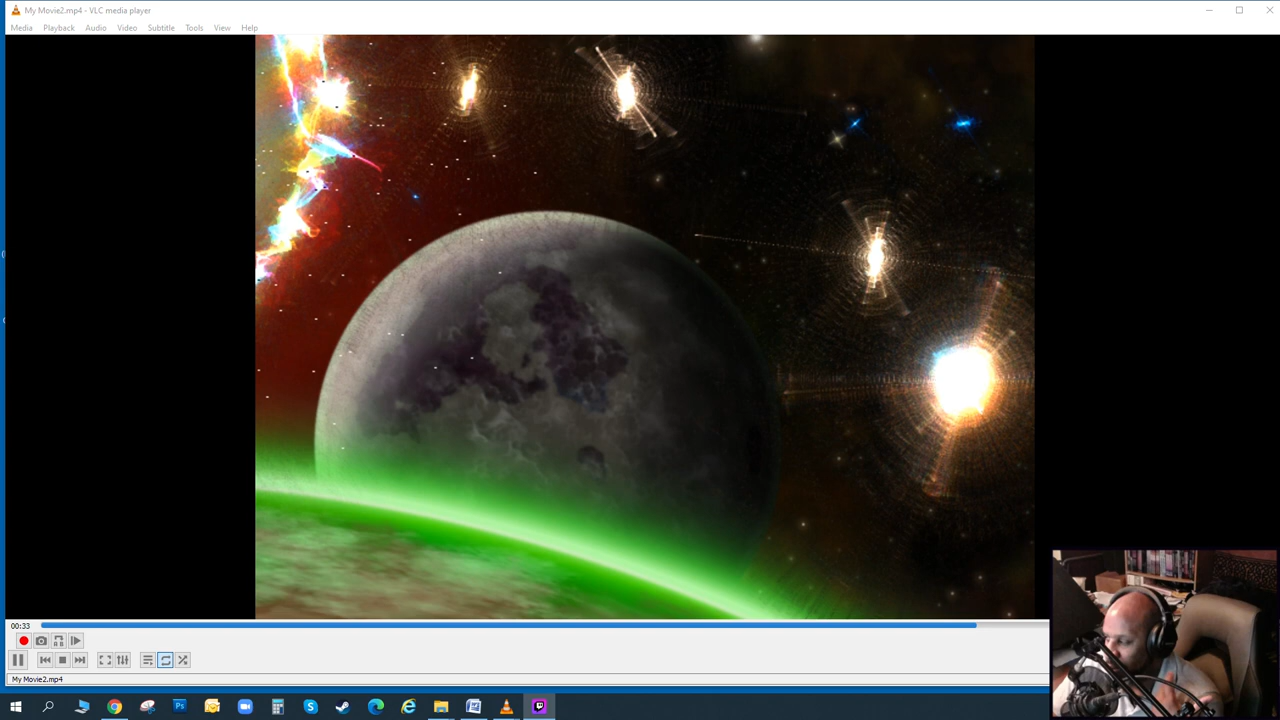 My Movie2.mp4 - VLC media player
Media Playback Audio Video Subtitle Tools View Help
00:33
My Movie2.mp4